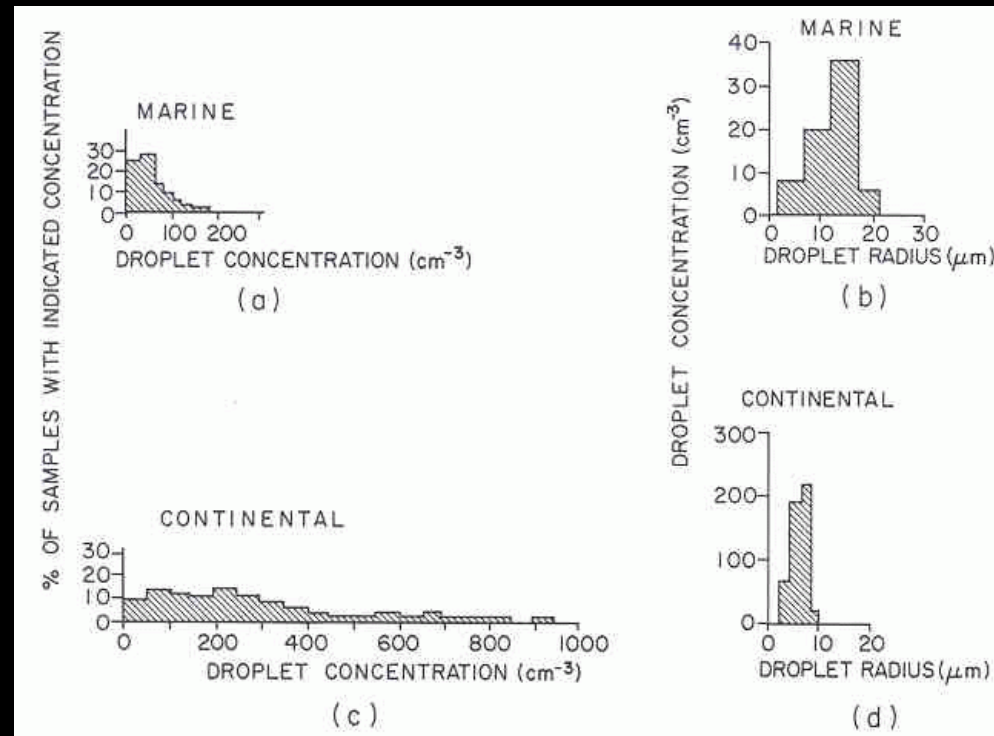 % OF SAMPLES WITH INDICATED CONCENTRATION
MARINE
30
20
10
0
0 100 200
DROPLET CONCENTRATION (cm⁻³)
(a)
CONTINENTAL
30
20
10
0
0 200 400 600 800 1000
DROPLET CONCENTRATION (cm⁻³)
(c)
DROPLET CONCENTRATION (cm⁻³)
MARINE
40
30
20
10
0
0 10 20 30
DROPLET RADIUS (μm)
(b)
CONTINENTAL
300
200
100
0
0 10 20
DROPLET RADIUS (μm)
(d)